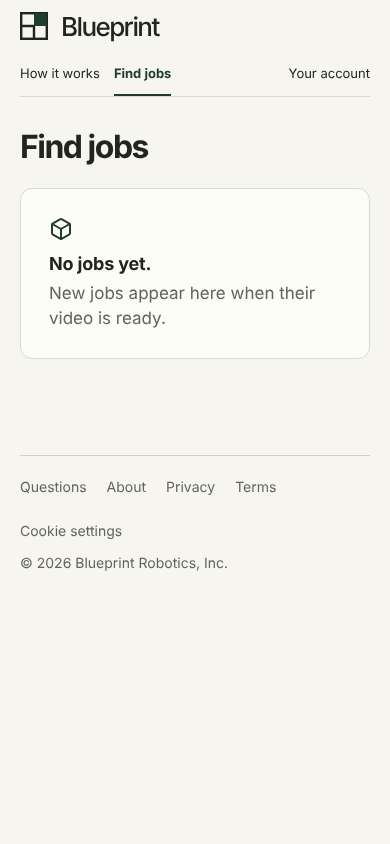 Blueprint
How it works Find jobs Your account
Find jobs
No jobs yet.
New jobs appear here when their
video is ready.
Questions About Privacy Terms
Cookie settings
© 2026 Blueprint Robotics, Inc.